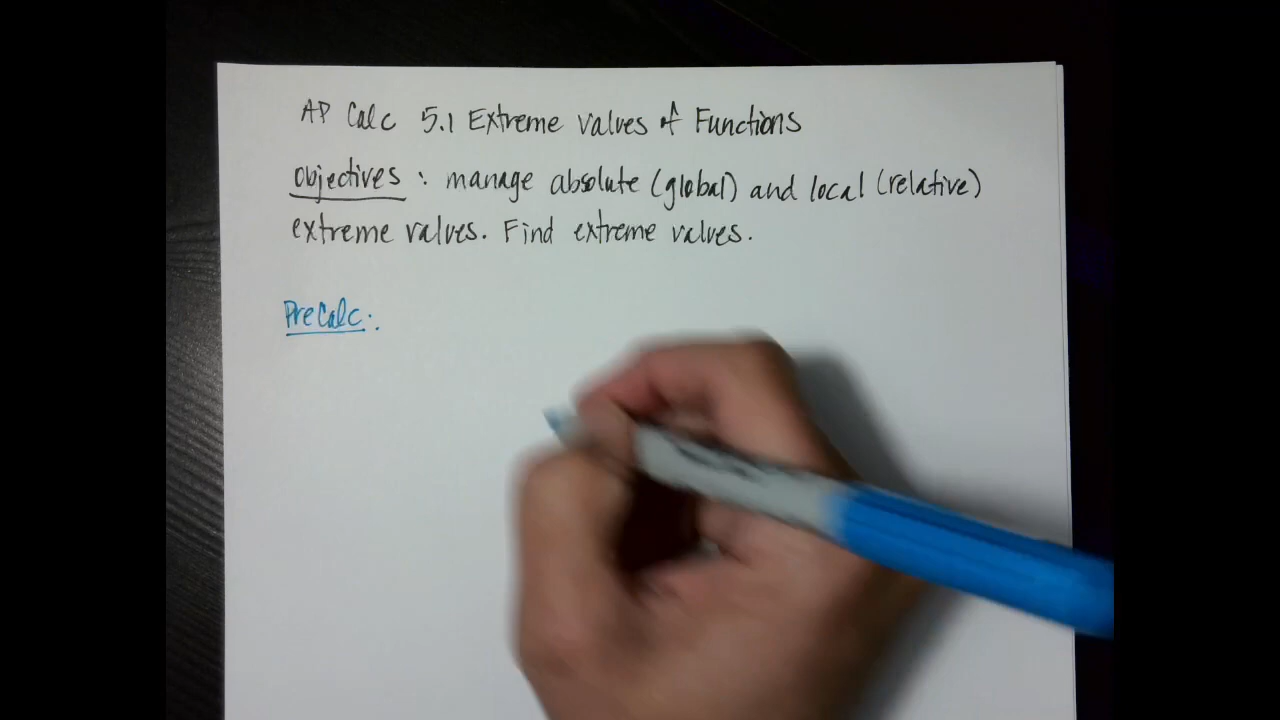 AP Calc 5.1 Extreme values of Functions
objectives : manage absolute (global) and local (relative)
extreme values. Find extreme values.
PreCalc: